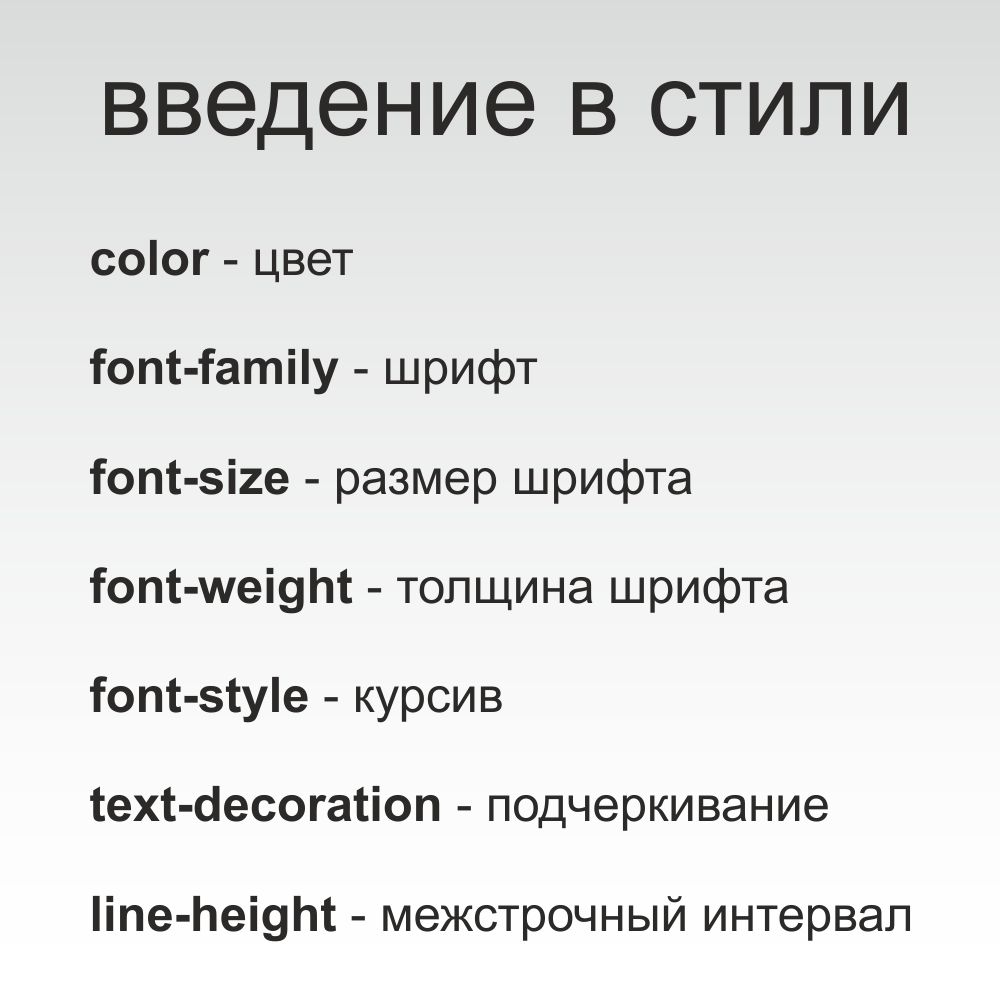 введение в стили
color - цвет
font-family - шрифт
font-size - размер шрифта
font-weight - толщина шрифта
font-style - курсив
text-decoration - подчеркивание
line-height - межстрочный интервал